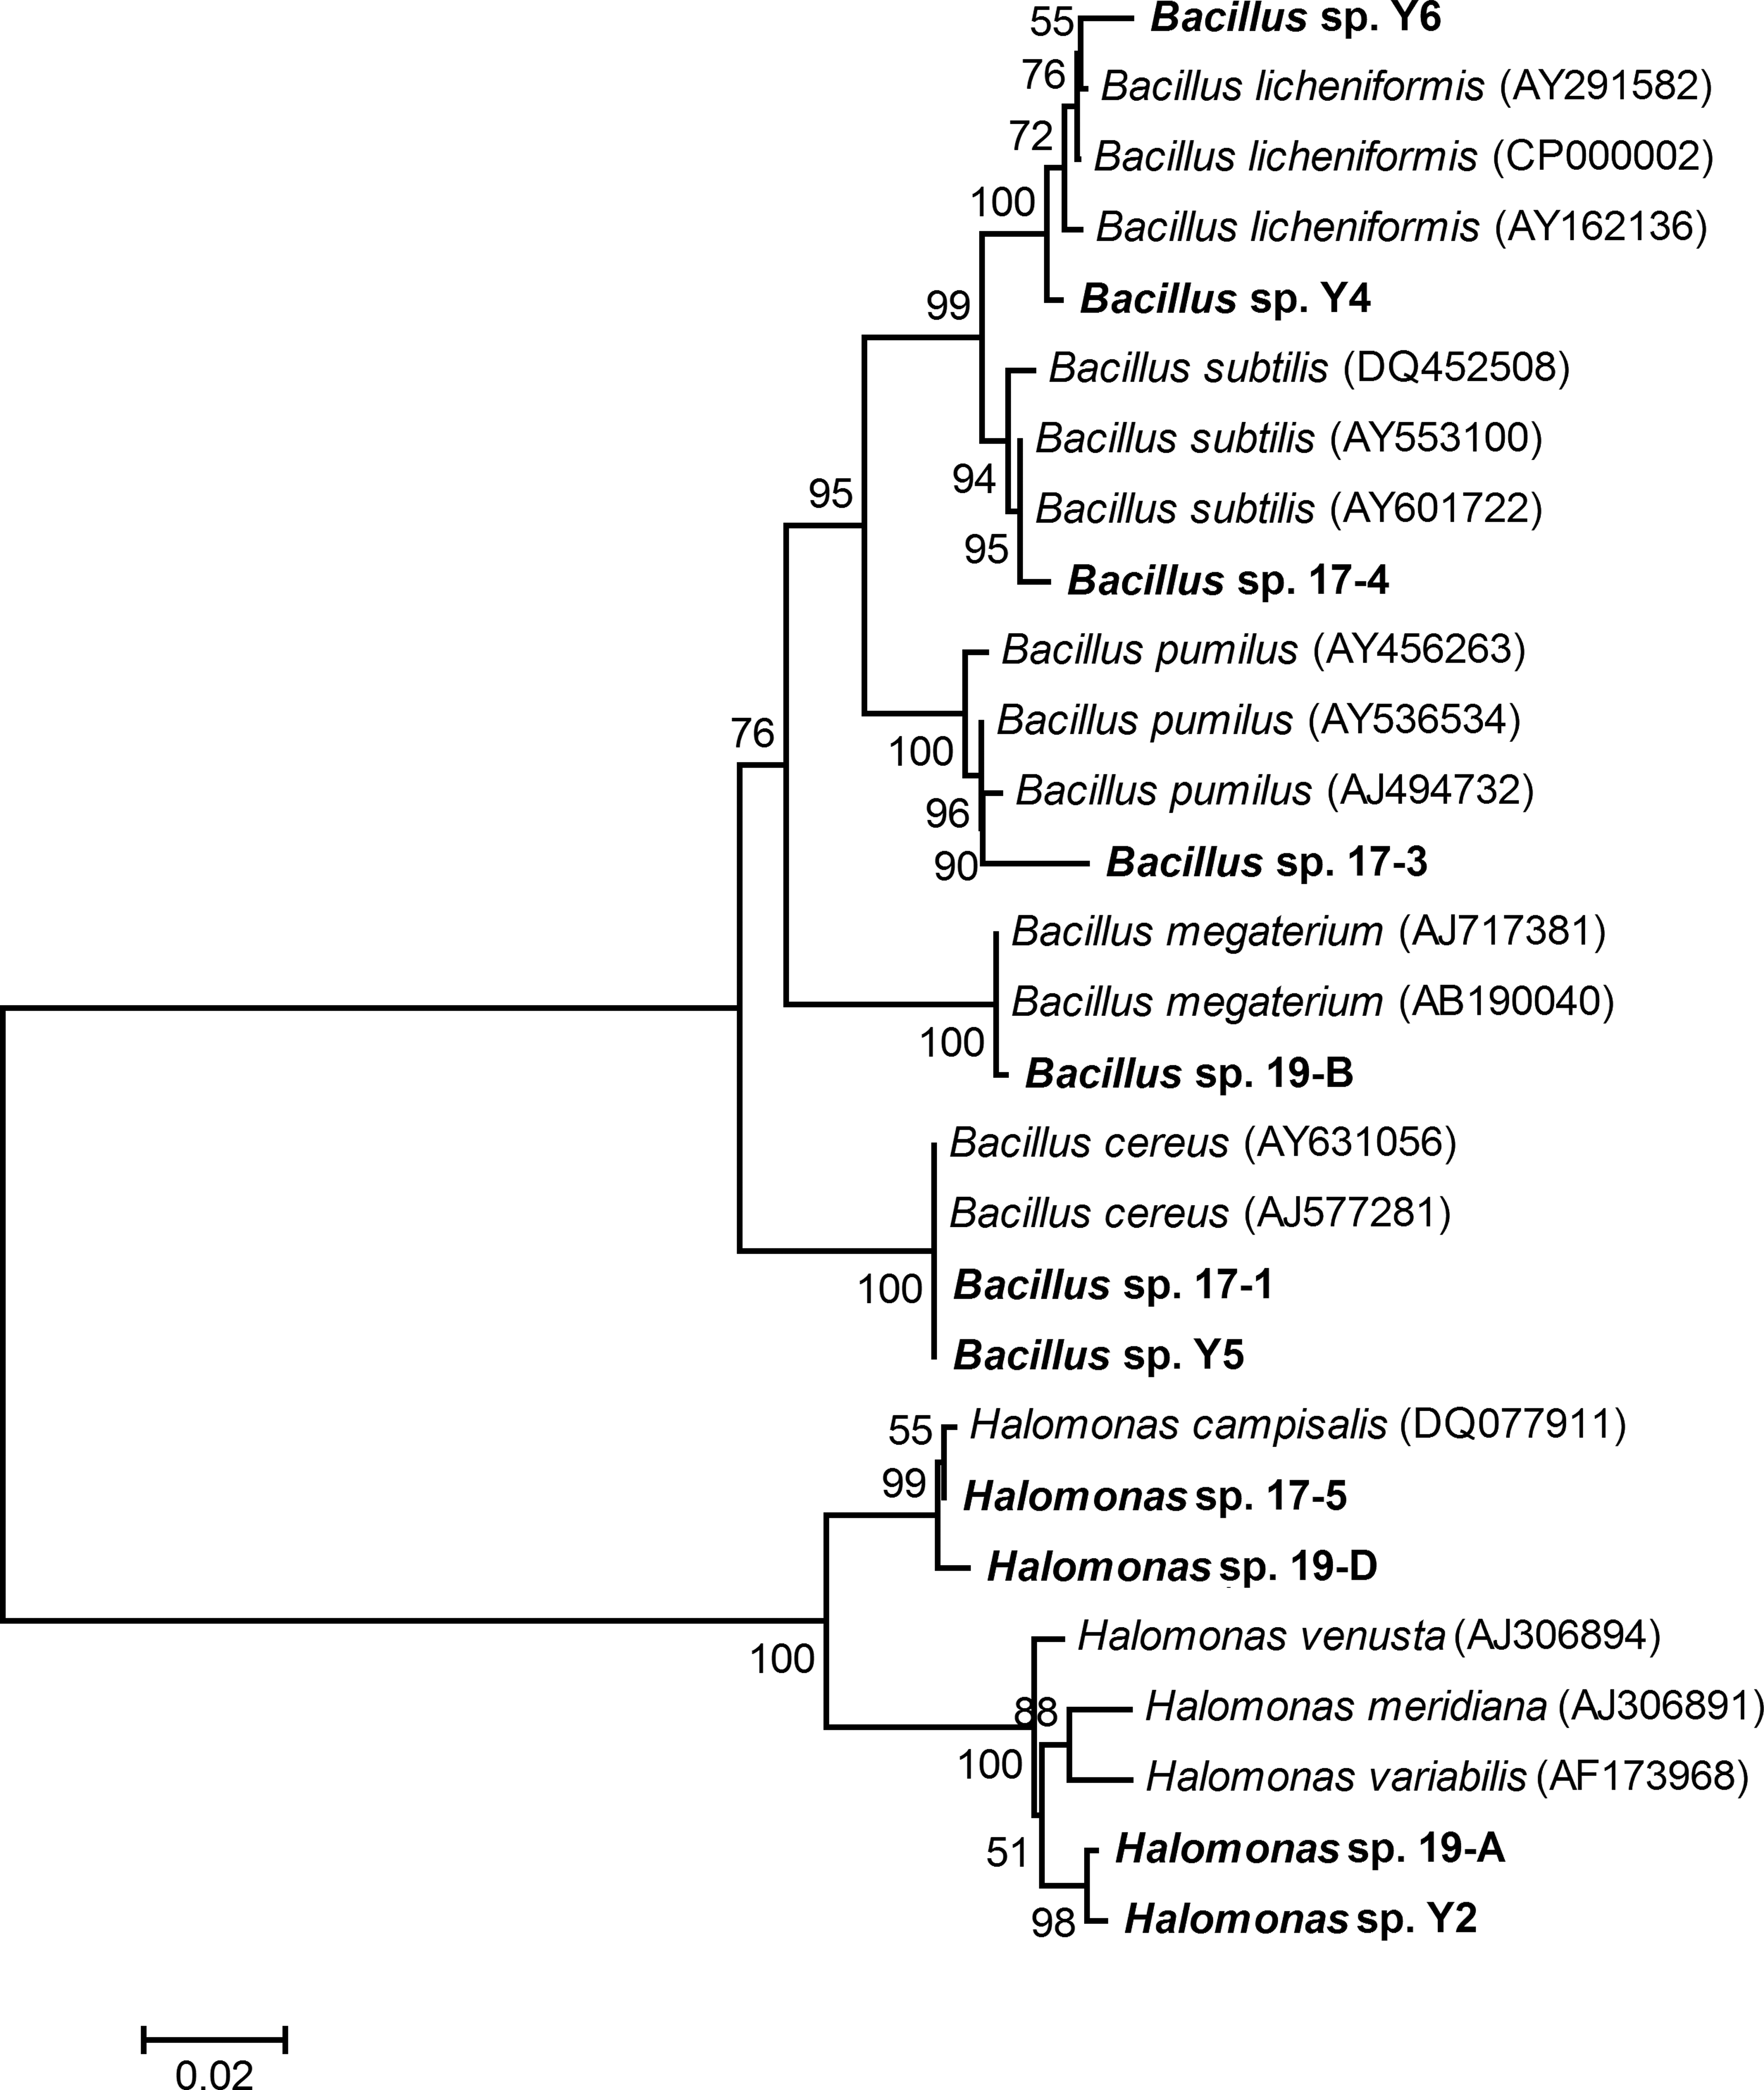 55
Bacillus sp. Y6
76
Bacillus licheniformis (AY291582)
72
Bacillus licheniformis (CP000002)
100
Bacillus licheniformis (AY162136)
99
Bacillus sp. Y4
Bacillus subtilis (DQ452508)
Bacillus subtilis (AY553100)
94
95
Bacillus subtilis (AY601722)
95
Bacillus sp. 17-4
Bacillus pumilus (AY456263)
76
Bacillus pumilus (AY536534)
100
Bacillus pumilus (AJ494732)
96
90
Bacillus sp. 17-3
Bacillus megaterium (AJ717381)
Bacillus megaterium (AB190040)
100
Bacillus sp. 19-B
Bacillus cereus (AY631056)
Bacillus cereus (AJ577281)
100
Bacillus sp. 17-1
Bacillus sp. Y5
55
Halomonas campisalis (DQ077911)
99
Halomonas sp. 17-5
Halomonas sp. 19-D
100
Halomonas venusta (AJ306894)
88
Halomonas meridiana (AJ306891)
100
Halomonas variabilis (AF173968)
51
Halomonas sp. 19-A
98
Halomonas sp. Y2
0.02